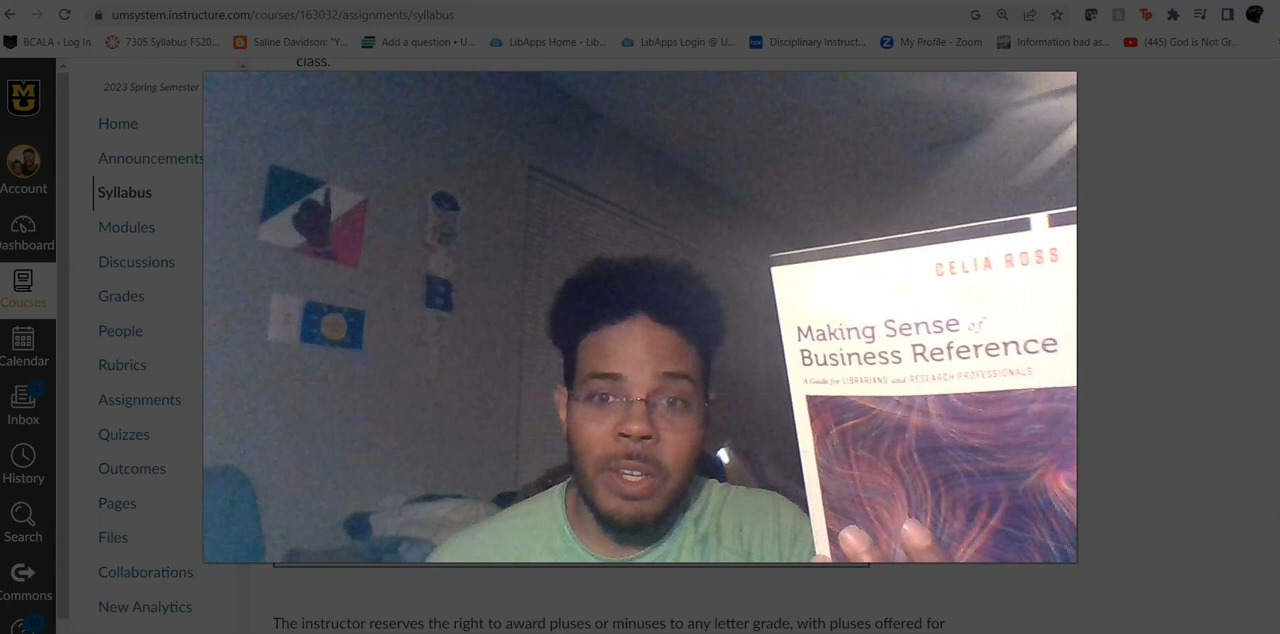 umsystem.instructure.com/courses/163032/assignments/syllabus
BCALA ‹ Log In
7305 Syllabus FS20...
Saline Davidson: "Y...
Add a question • U...
LibApps Home - Lib...
LibApps Login @ U...
box
Disciplinary Instruct...
My Profile - Zoom
Information bad as...
(445) God is Not Gr...
class.
MU
2023 Spring Semester
Home
Announcements
Syllabus
Modules
Discussions
Grades
People
Rubrics
Assignments
Quizzes
Outcomes
Pages
Files
Collaborations
New Analytics
Account
Dashboard
Courses
Calendar
1
Inbox
History
Search
Commons
10
CELIA ROSS
Making Sense of
Business Reference
A Guide for LIBRARIANS and RESEARCH PROFESSIONALS
The instructor reserves the right to award pluses or minuses to any letter grade, with pluses offered for